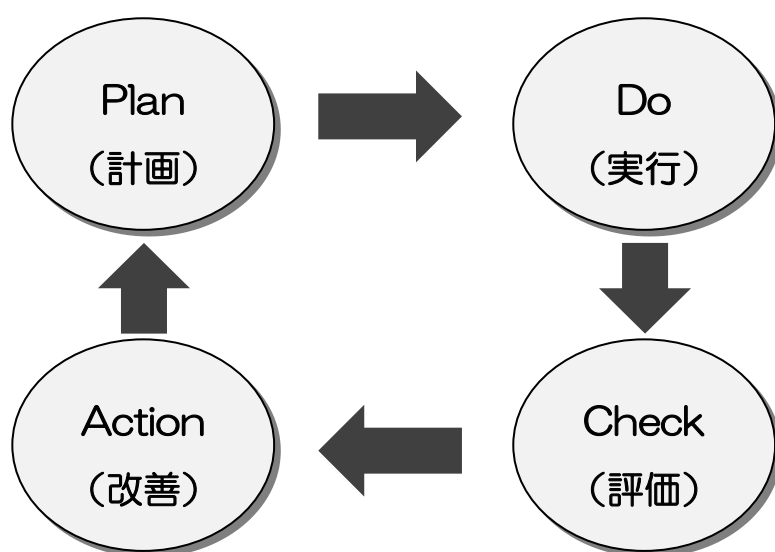 Plan
（計画）
Do
（実行）
Check
（評価）
Action
（改善）